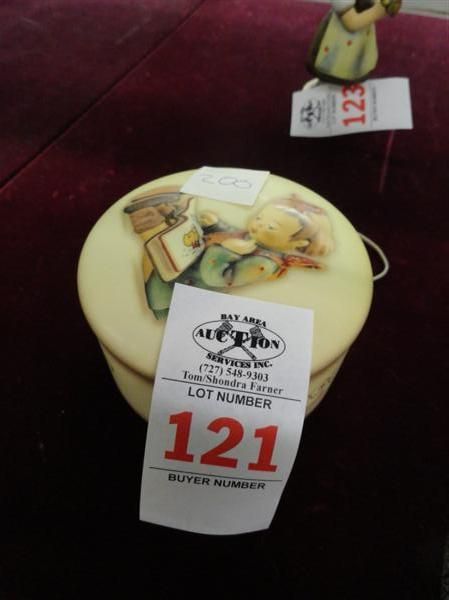 123
200
BAY AREA
AUCTION
SERVICES INC.
(727) 548-9303
Tom/Shondra Farner
LOT NUMBER
121
BUYER NUMBER